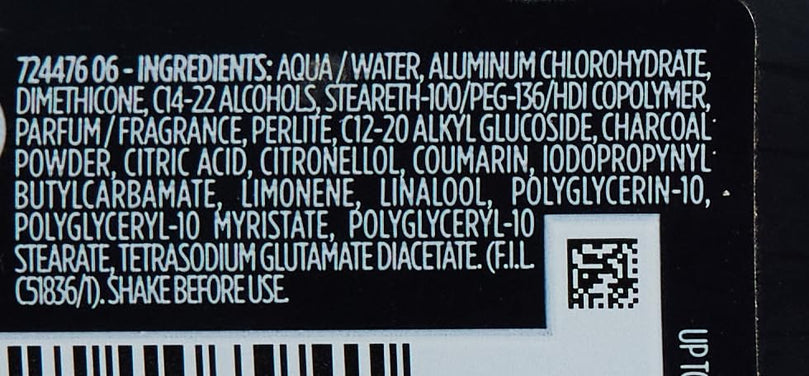 724476 06 - INGREDIENTS: AQUA / WATER, ALUMINUM CHLOROHYDRATE,
DIMETHICONE, C14-22 ALCOHOLS, STEARETH-100/PEG-136/HDI COPOLYMER,
PARFUM / FRAGRANCE, PERLITE, C12-20 ALKYL GLUCOSIDE, CHARCOAL
POWDER, CITRIC ACID, CITRONELLOL, COUMARIN, IODOPROPYNYL
BUTYLCARBAMATE, LIMONENE, LINALOOL, POLYGLYCERIN-10,
POLYGLYCERYL-10 MYRISTATE, POLYGLYCERYL-10
STEARATE, TETRASODIUM GLUTAMATE DIACETATE. (F.I.L.
C51836/1). SHAKE BEFORE USE.
UP TO